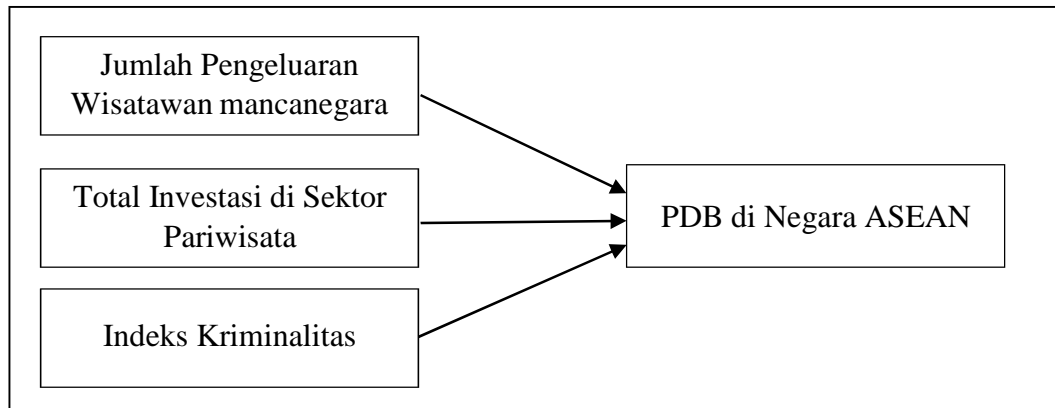 Jumlah Pengeluaran
Wisatawan mancanegara
Total Investasi di Sektor
Pariwisata
PDB di Negara ASEAN
Indeks Kriminalitas